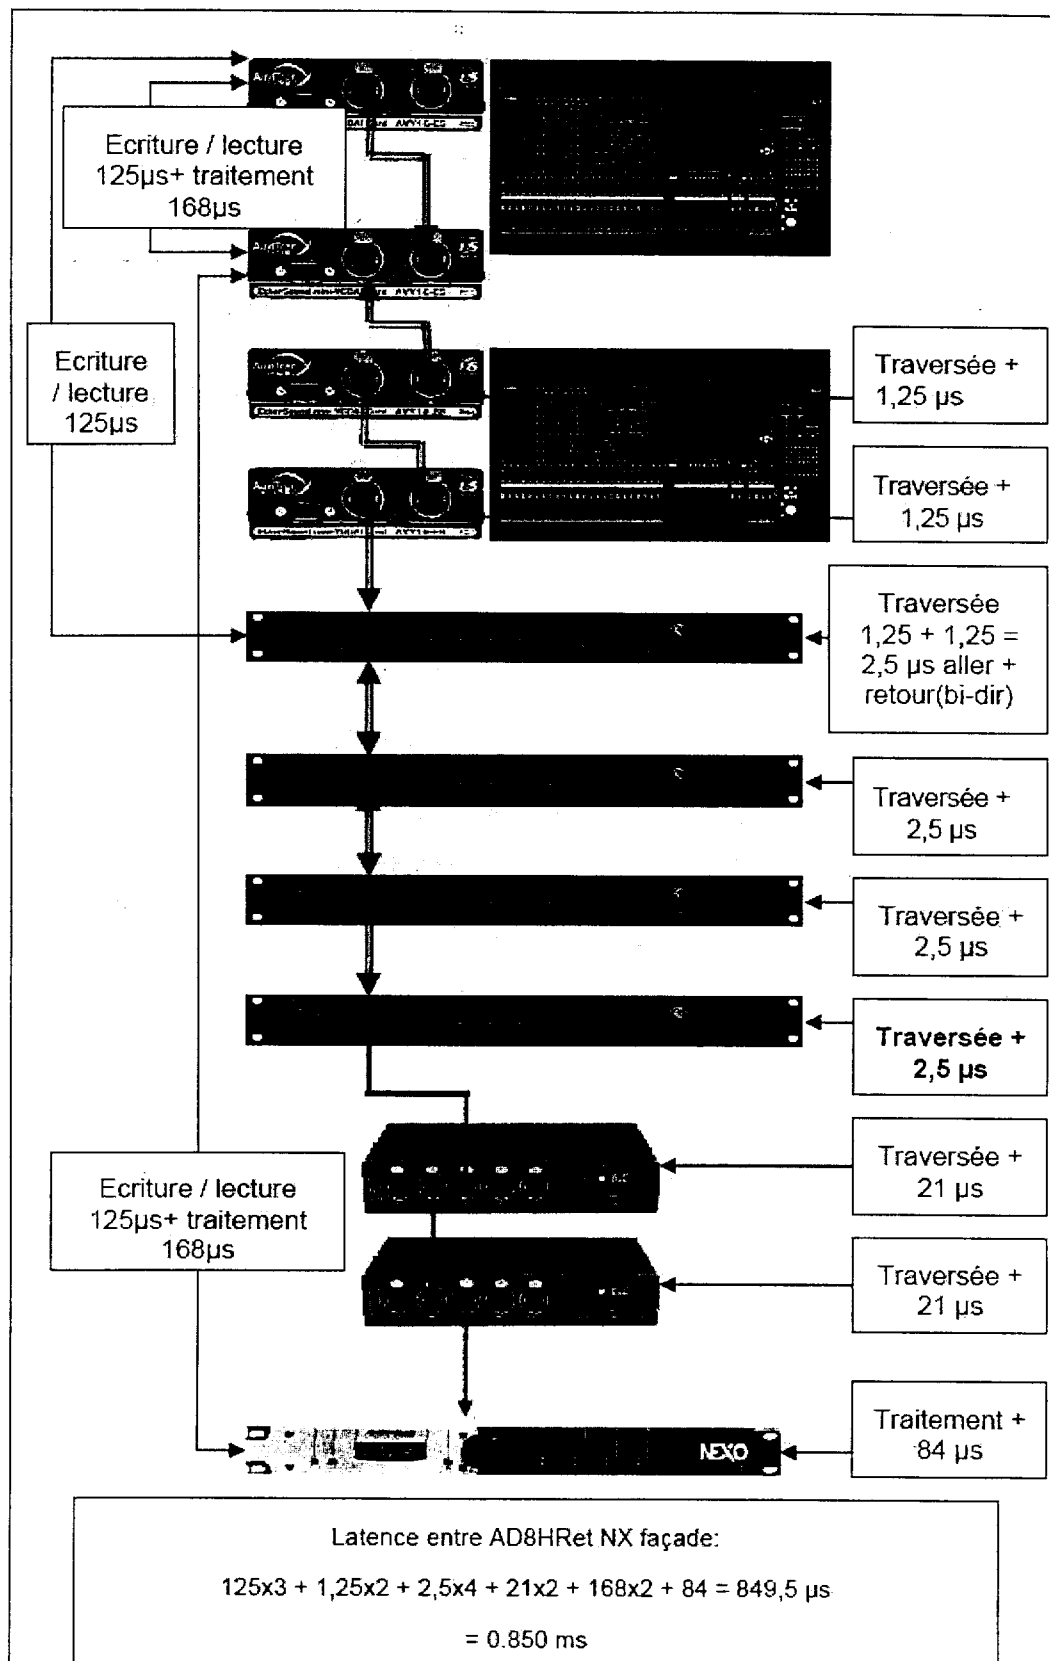 Ecriture / lecture
125µs+ traitement
168µs
Ecriture
/ lecture
125µs
Traversée +
1,25 µs
Traversée +
1,25 µs
Traversée
1,25 + 1,25 =
2,5 µs aller +
retour(bi-dir)
Traversée +
2,5 µs
Traversée +
2,5 µs
Traversée +
2,5 µs
Traversée +
21 µs
Ecriture / lecture
125µs+ traitement
168µs
Traversée +
21 µs
Traitement +
84 µs
NEXO
Latence entre AD8HRet NX façade:
125x3 + 1,25x2 + 2,5x4 + 21x2 + 168x2 + 84 = 849,5 µs
= 0.850 ms